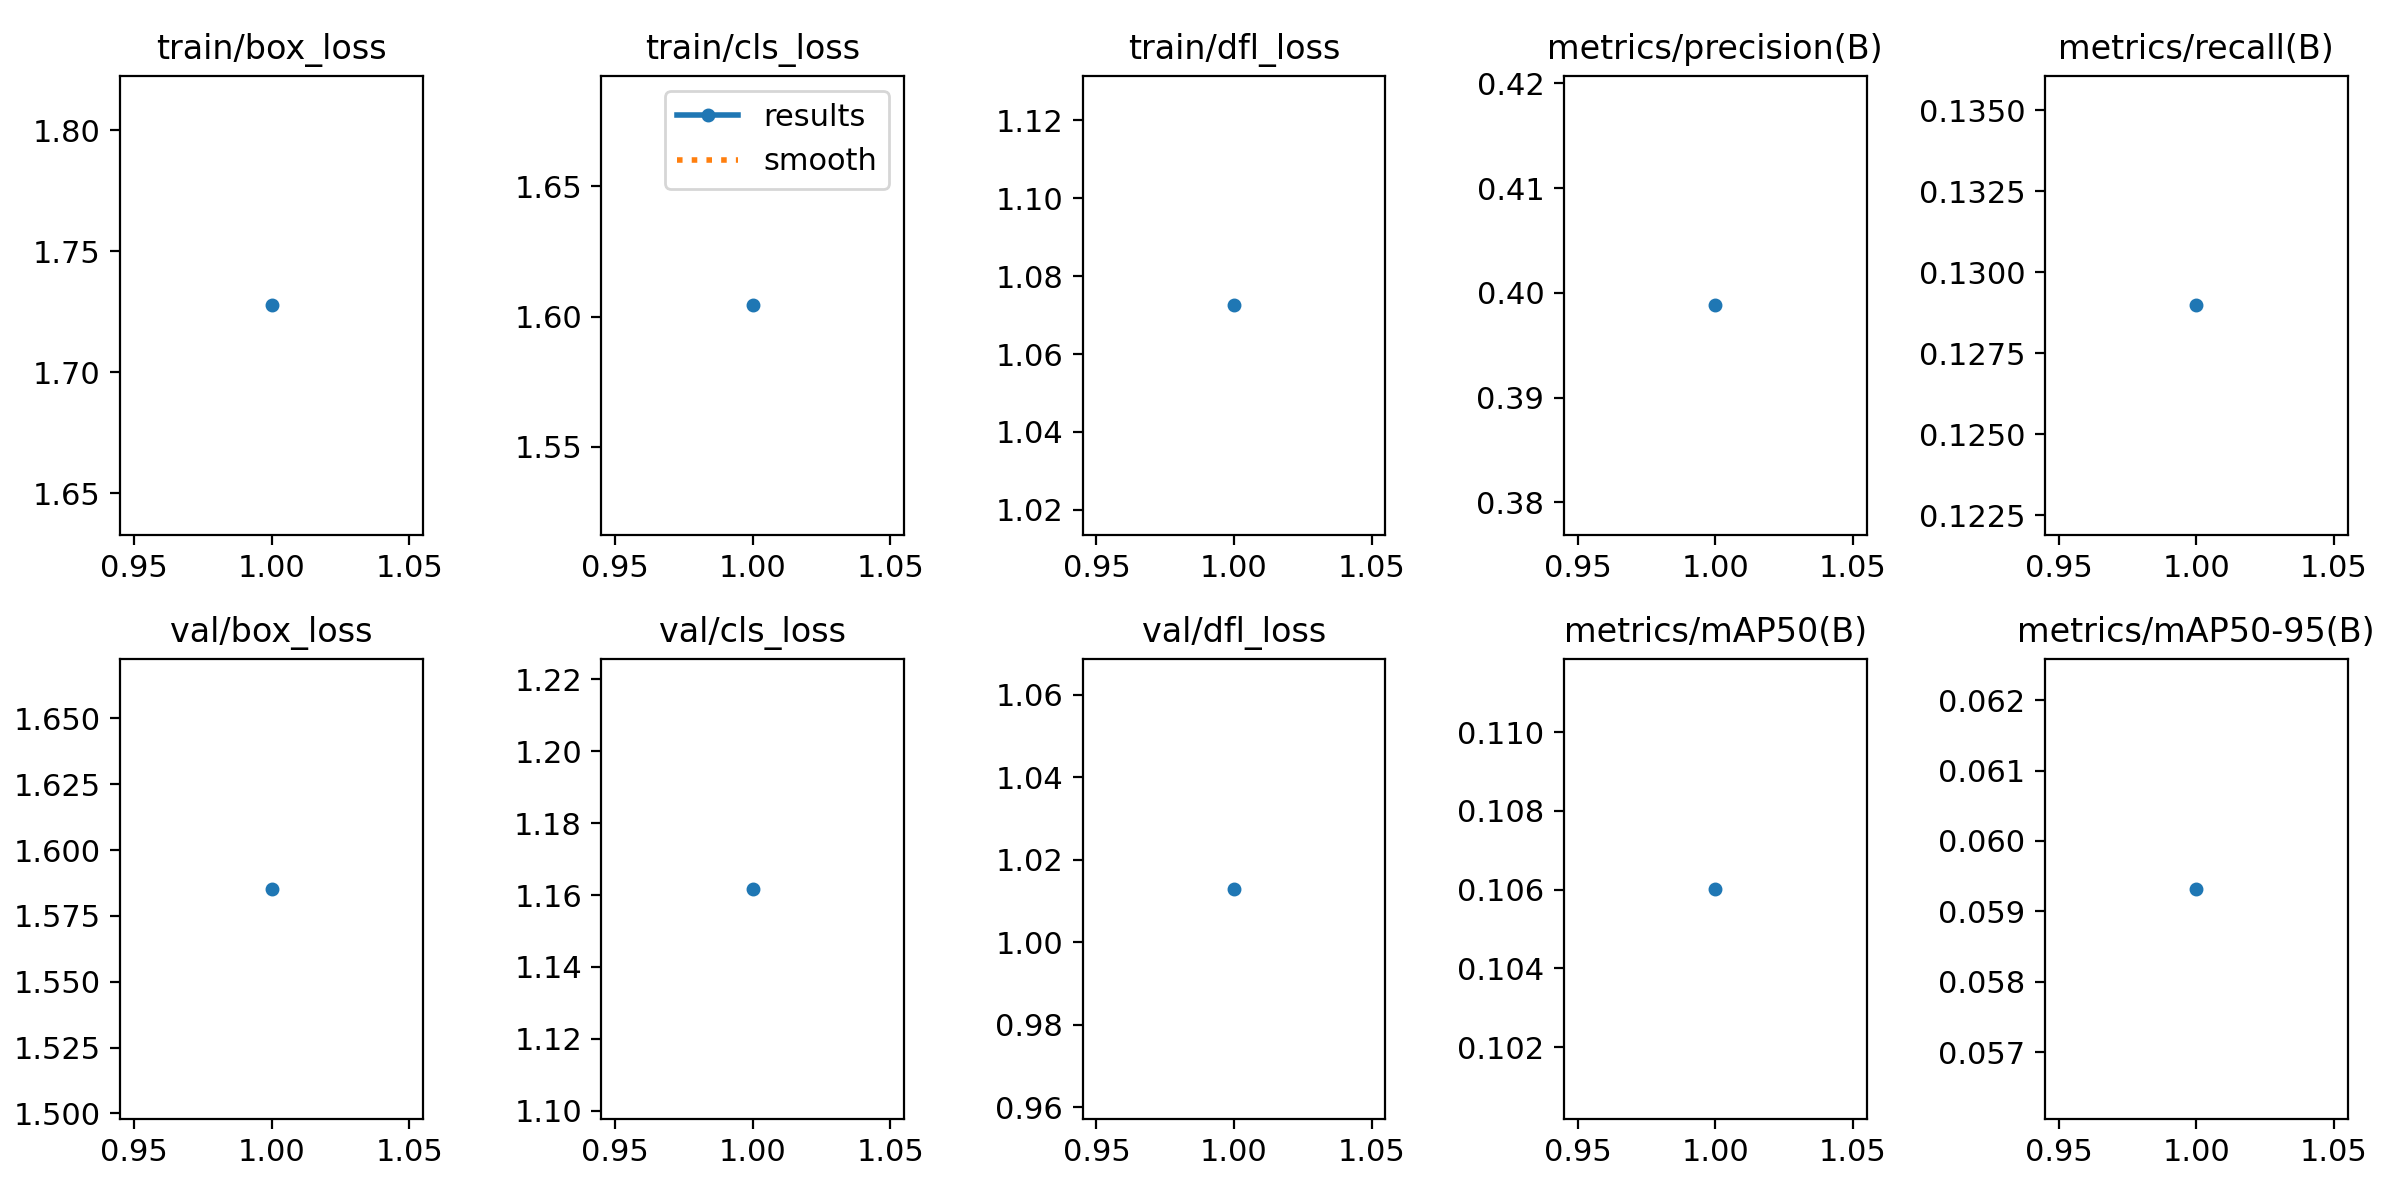 train/box_loss
1.80
1.75
1.70
1.65
0.95 1.00 1.05
train/cls_loss
results
smooth
1.65
1.60
1.55
0.95 1.00 1.05
train/dfl_loss
1.12
1.10
1.08
1.06
1.04
1.02
0.95 1.00 1.05
metrics/precision(B)
0.42
0.41
0.40
0.39
0.38
0.95 1.00 1.05
metrics/recall(B)
0.1350
0.1325
0.1300
0.1275
0.1250
0.1225
0.95 1.00 1.05
val/box_loss
1.650
1.625
1.600
1.575
1.550
1.525
1.500
0.95 1.00 1.05
val/cls_loss
1.22
1.20
1.18
1.16
1.14
1.12
1.10
0.95 1.00 1.05
val/dfl_loss
1.06
1.04
1.02
1.00
0.98
0.96
0.95 1.00 1.05
metrics/mAP50(B)
0.110
0.108
0.106
0.104
0.102
0.95 1.00 1.05
metrics/mAP50-95(B)
0.062
0.061
0.060
0.059
0.058
0.057
0.95 1.00 1.05